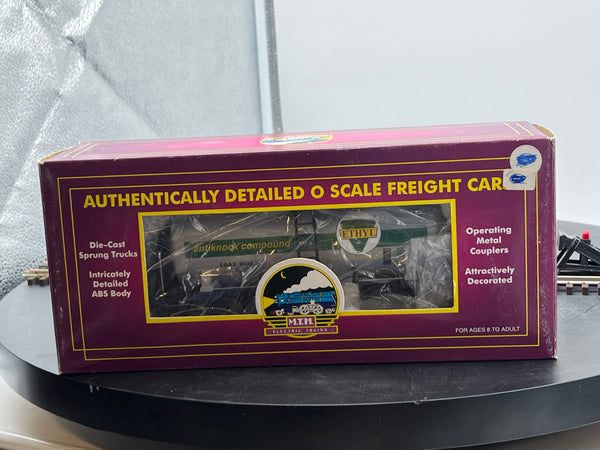 AUTHENTICALLY DETAILED O SCALE FREIGHT CAR
Die-Cast
Sprung Trucks
Intricately
Detailed
ABS Body
antiknock compound
ETHYL
Operating
Metal
Couplers
Attractively
Decorated
M.T.H.
ELECTRIC TRAINS
FOR AGES 8 TO ADULT